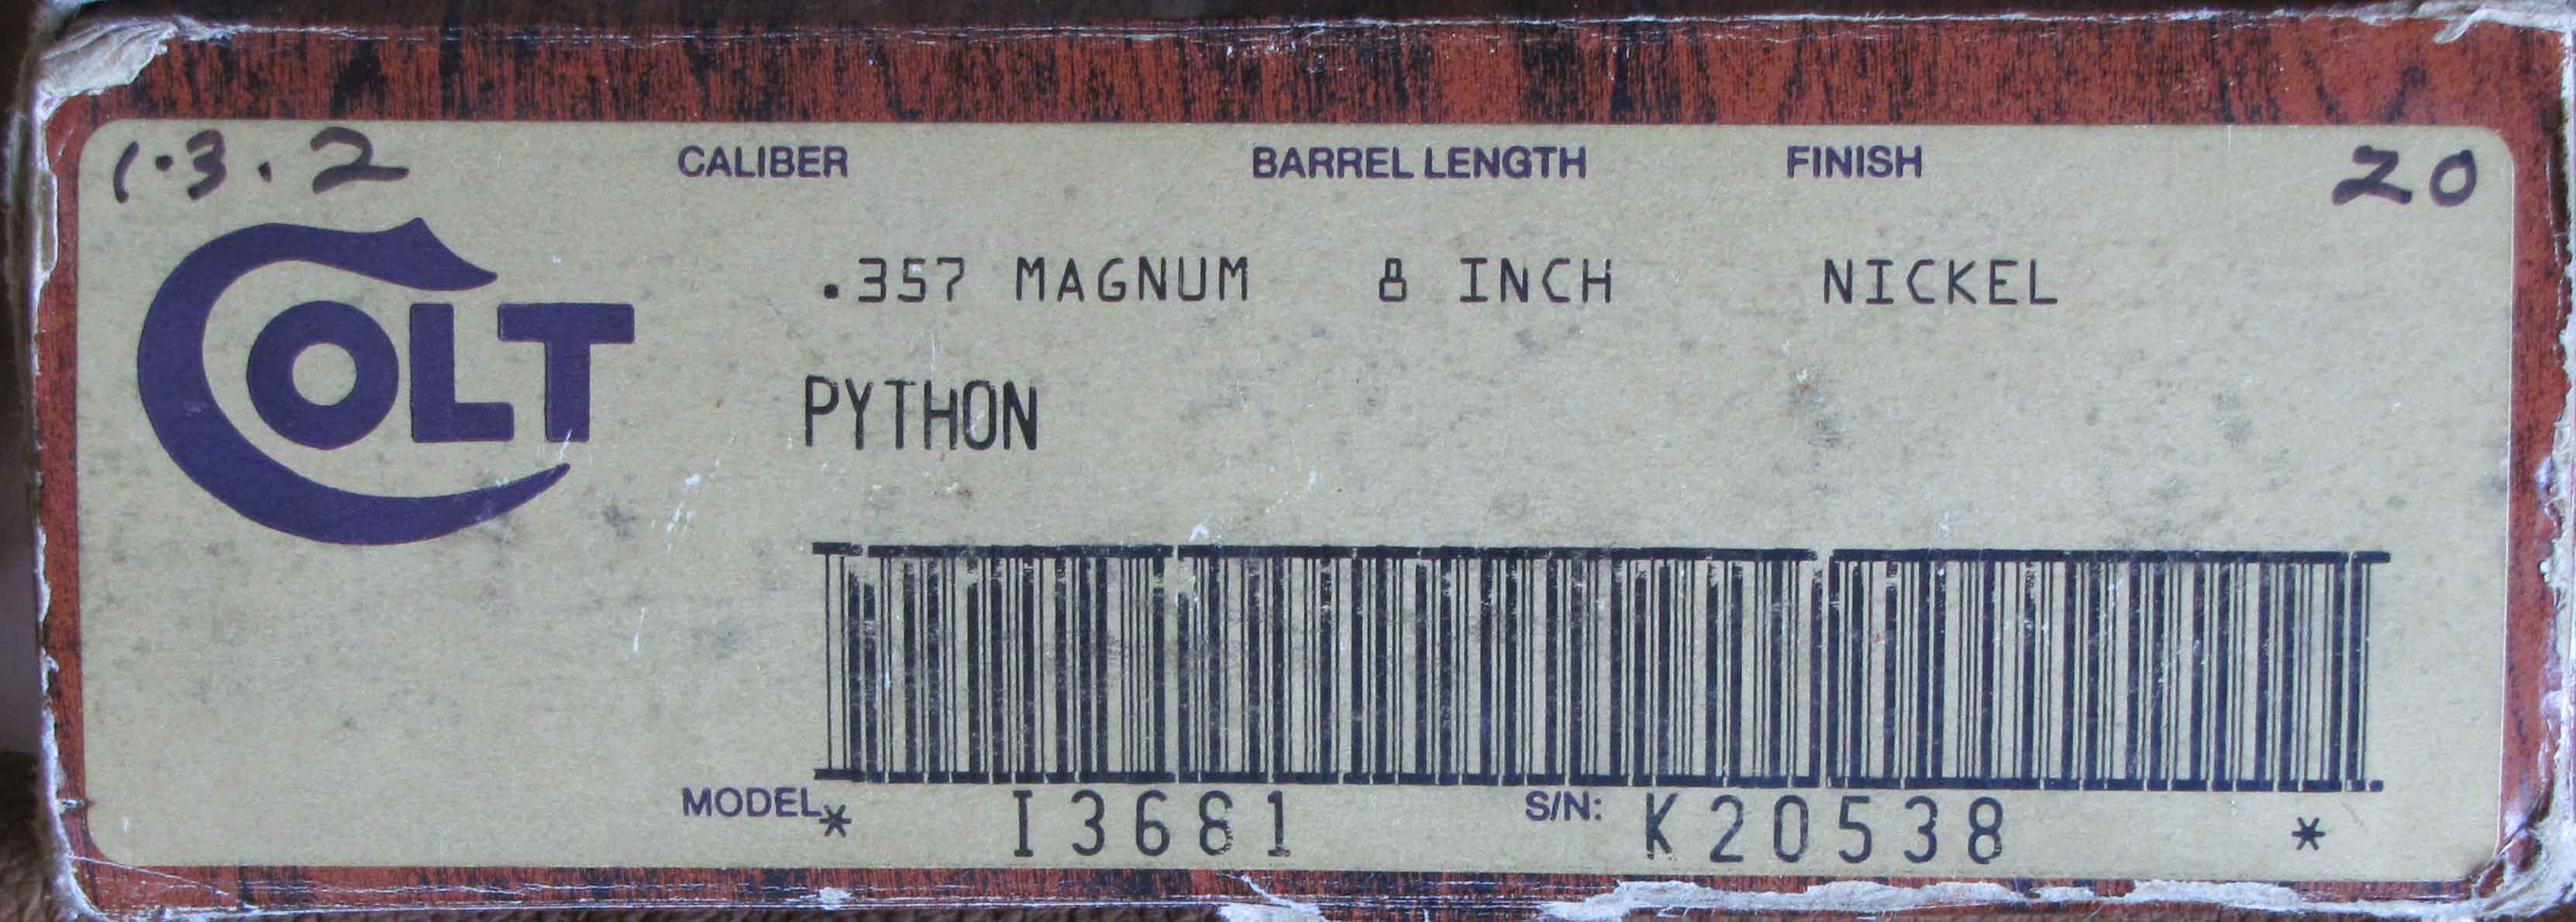 1.3.2 CALIBER BARREL LENGTH FINISH 20
COLT
.357 MAGNUM 8 INCH NICKEL
PYTHON
MODEL * I3681 S/N: K20538 *